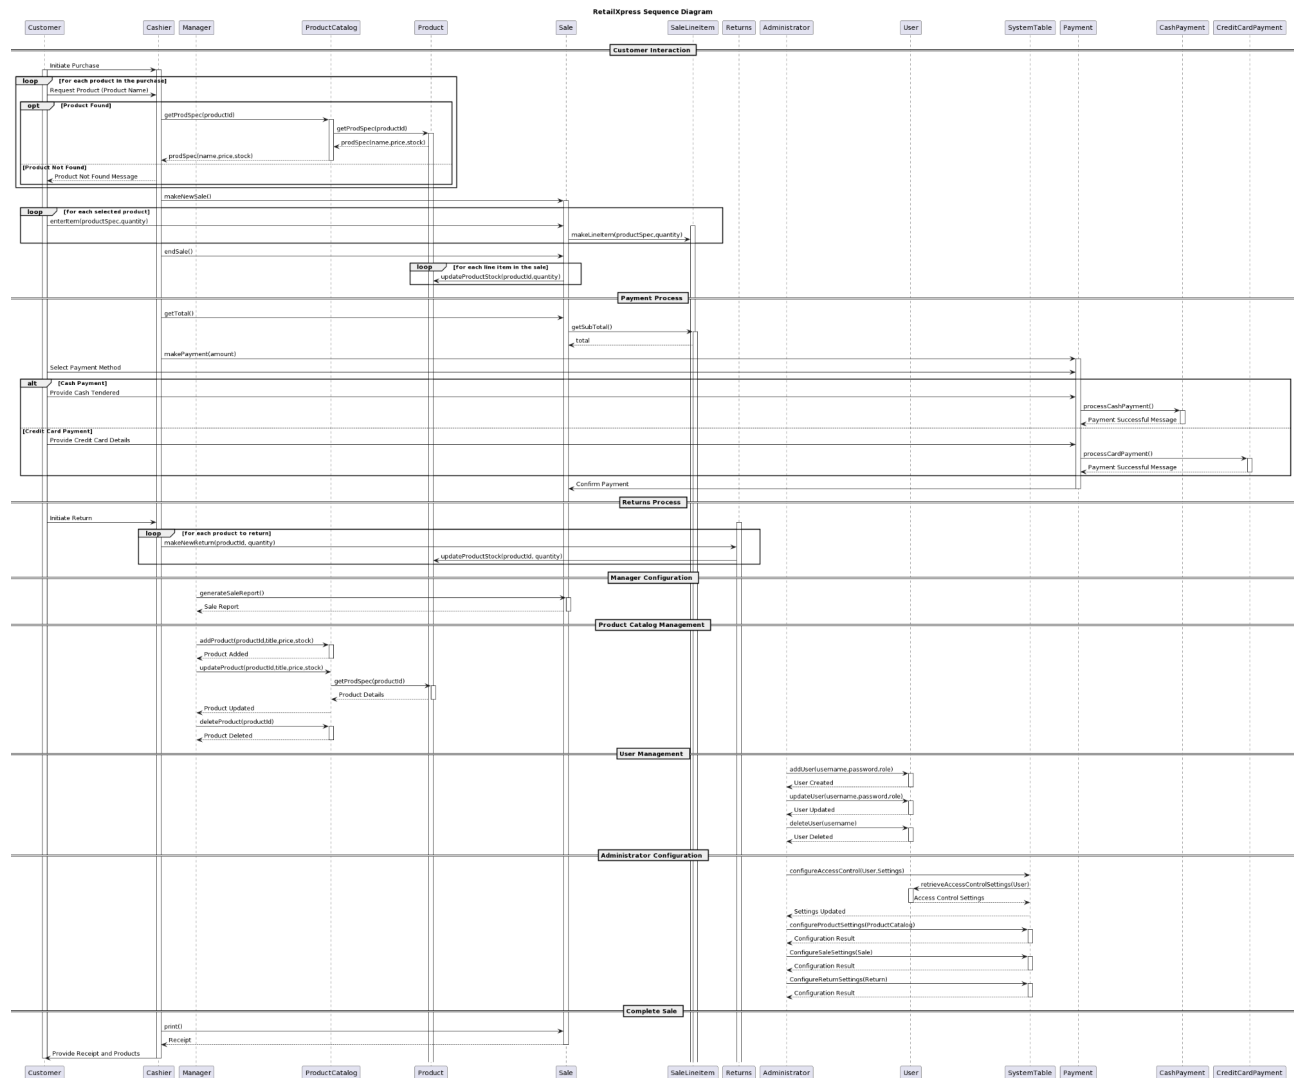 RetailXpress Sequence Diagram
Customer Cashier Manager ProductCatalog Product Sale SaleLineItem Returns Administrator User SystemTable Payment CashPayment CreditCardPayment
Customer Interaction
Initiate Purchase
loop [for each product in the purchase]
Request Product (Product Name)
opt [Product Found]
getProdSpec(productId)
getProdSpec(productId)
prodSpec(name,price,stock)
prodSpec(name,price,stock)
[Product Not Found]
Product Not Found Message
makeNewSale()
loop [for each selected product]
enterItem(productSpec,quantity)
makeLineItem(productSpec,quantity)
endSale()
loop [for each line item in the sale]
updateProductStock(productId,quantity)
Payment Process
getTotal()
getSubTotal()
total
makePayment(amount)
Select Payment Method
alt [Cash Payment]
Provide Cash Tendered
processCashPayment()
Payment Successful Message
[Credit Card Payment]
Provide Credit Card Details
processCardPayment()
Payment Successful Message
Confirm Payment
Returns Process
Initiate Return
loop [for each product to return]
makeNewReturn(productId, quantity)
updateProductStock(productId, quantity)
Manager Configuration
generateSaleReport()
Sale Report
Product Catalog Management
addProduct(productId,title,price,stock)
Product Added
updateProduct(productId,title,price,stock)
getProdSpec(productId)
Product Details
Product Updated
deleteProduct(productId)
Product Deleted
User Management
addUser(username,password,role)
User Created
updateUser(username,password,role)
User Updated
deleteUser(username)
User Deleted
Administrator Configuration
configureAccessControl(User,Settings)
retrieveAccessControlSettings(User)
Access Control Settings
Settings Updated
configureProductSettings(ProductCatalog)
Configuration Result
ConfigureSaleSettings(Sale)
Configuration Result
ConfigureReturnSettings(Return)
Configuration Result
Complete Sale
print()
Receipt
Provide Receipt and Products
Customer Cashier Manager ProductCatalog Product Sale SaleLineItem Returns Administrator User SystemTable Payment CashPayment CreditCardPayment